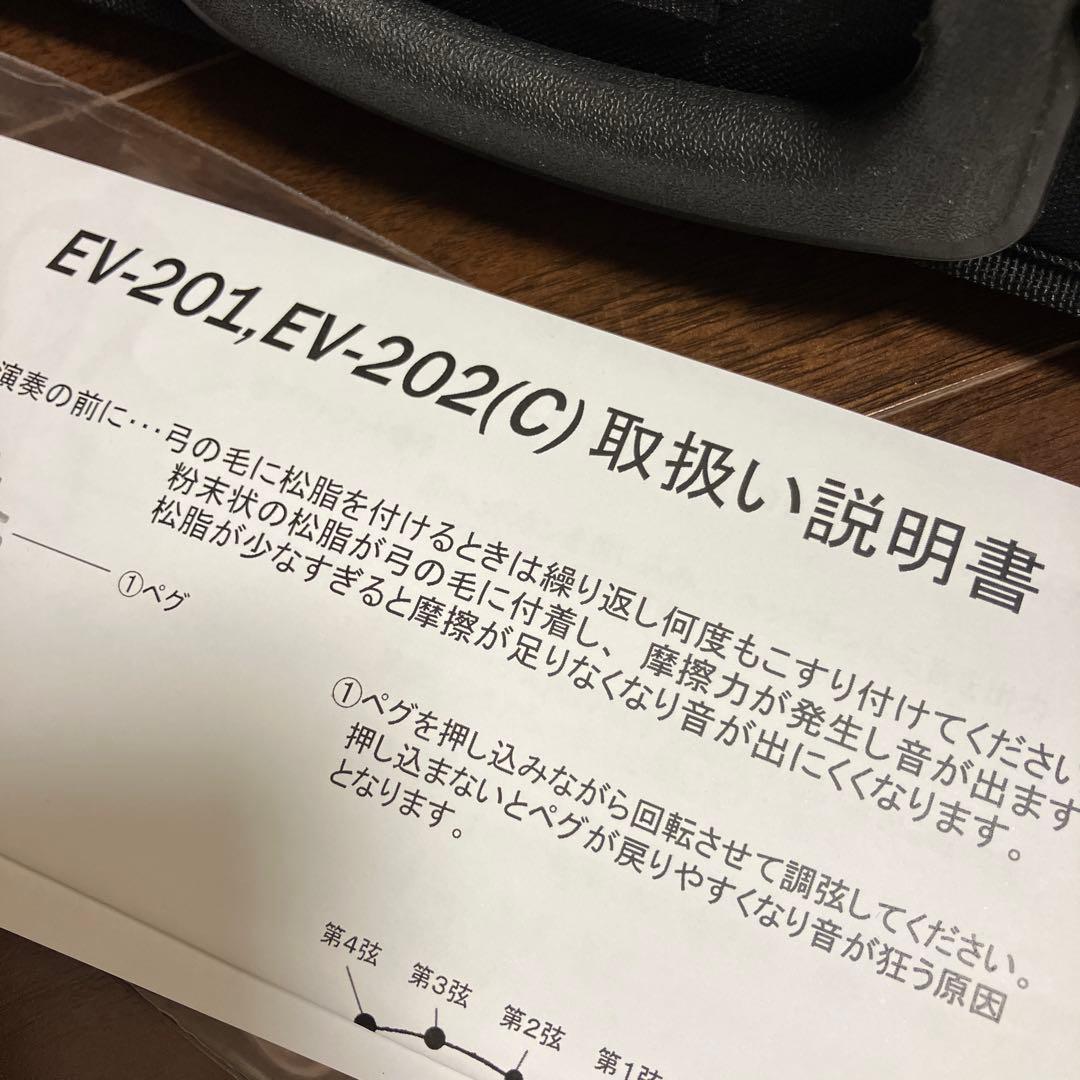 EV-201,EV-202(C) 取扱い説明書
演奏の前に…弓の毛に松脂を付けるときは繰り返し何度もこすり付けてください
粉末状の松脂が弓の毛に付着し、摩擦力が発生し音が出ます
松脂が少なすぎると摩擦が足りなくなり音が出にくくなります。
①ペグ
①ペグを押し込みながら回転させて調弦してください。
押し込まないとペグが戻りやすくなり音が狂う原因
となります。
第4弦
第3弦
第2弦
第1弦